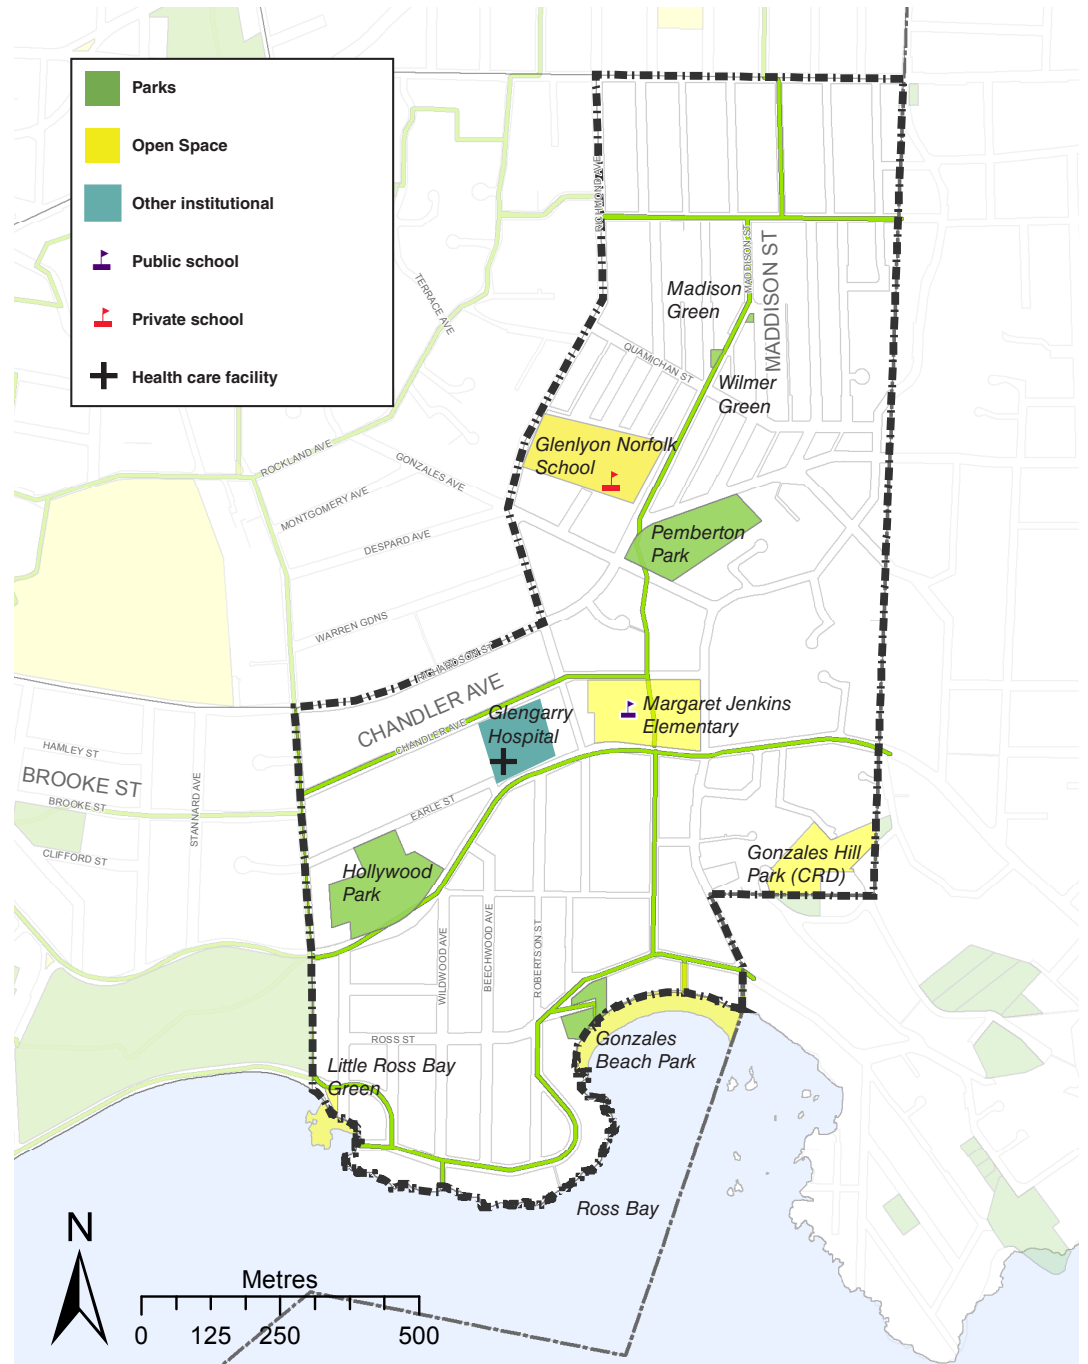 Parks
Open Space
Other institutional
Public school
Private school
Health care facility
RICHMOND AVE
MADDISON ST
MADDISON ST
Madison
Green
TERRACE AVE
QUAMICHAN ST
Wilmer
Green
Glenlyon Norfolk
School
ROCKLAND AVE
GONZALES AVE
MONTGOMERY AVE
DESPARD AVE
Pemberton
Park
WARREN GDNS
RICHARDSON ST
CHANDLER AVE
CHANDLER AVE
Glengarry
Hospital
Margaret Jenkins
Elementary
HAMLEY ST
BROOKE ST
BROOKE ST
STANNARD AVE
CLIFFORD ST
EARLE ST
Hollywood
Park
Gonzales Hill
Park (CRD)
WILDWOOD AVE
BEECHWOOD AVE
ROBERTSON ST
ROSS ST
Gonzales
Beach Park
Little Ross Bay
Green
Ross Bay
N
Metres
0 125 250 500